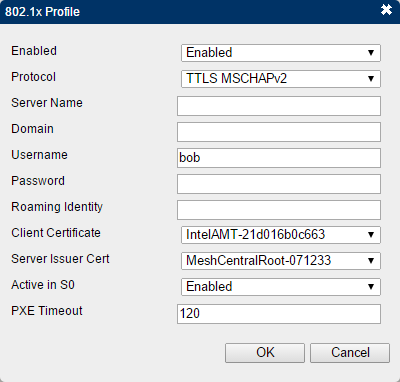 802.1x Profile
Enabled Enabled
Protocol TTLS MSCHAPv2
Server Name
Domain
Username bob
Password
Roaming Identity
Client Certificate IntelAMT-21d016b0c663
Server Issuer Cert MeshCentralRoot-071233
Active in S0 Enabled
PXE Timeout 120
OK Cancel